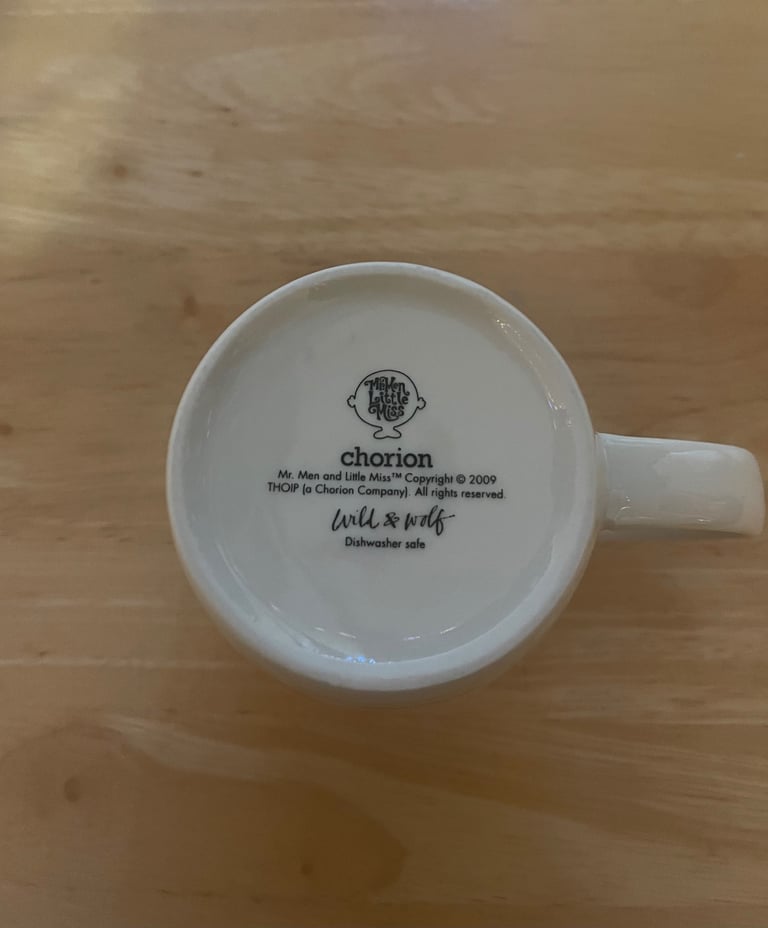 Mr.Men
Little
Miss
chorion
Mr. Men and Little Miss™ Copyright © 2009
THOIP (a Chorion Company). All rights reserved.
wild & wolf
Dishwasher safe